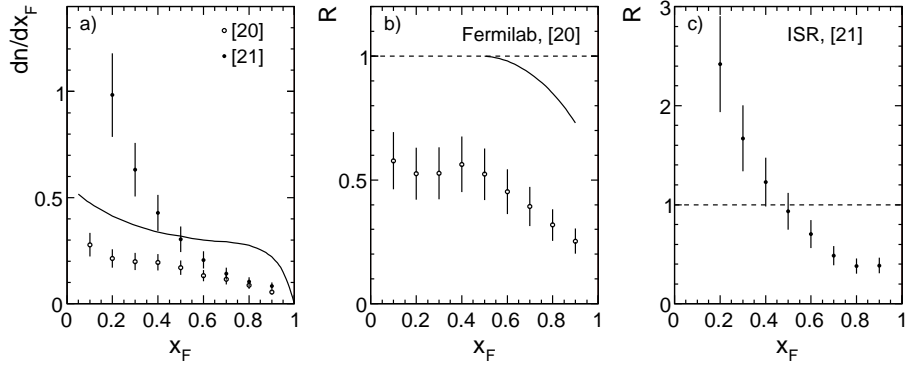 dn/dx_F
a)
[20]
[21]
1
0.5
0
0 0.2 0.4 0.6 0.8 1
x_F
R
b)
Fermilab, [20]
1
0.5
0
0 0.2 0.4 0.6 0.8 1
x_F
R
c)
ISR, [21]
3
2
1
0
0 0.2 0.4 0.6 0.8 1
x_F